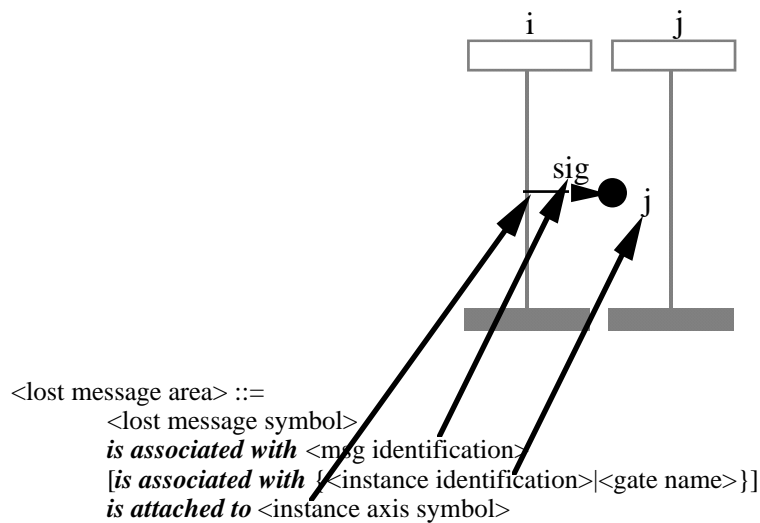 i j
sig
j
<lost message area> ::=
<lost message symbol>
is associated with <msg identification>
[is associated with {<instance identification>|<gate name>}]
is attached to <instance axis symbol>